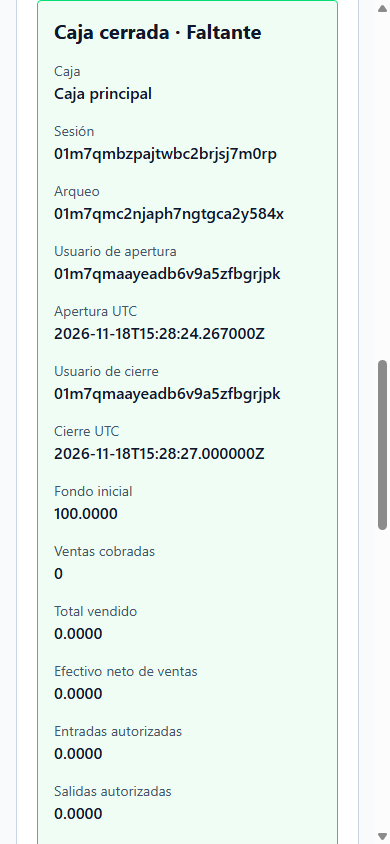 Caja cerrada · Faltante
Caja
Caja principal
Sesión
01m7qmbzpajtwbc2brjsj7m0rp
Arqueo
01m7qmc2njaph7ngtgca2y584x
Usuario de apertura
01m7qmaayeadb6v9a5zfbgrjpk
Apertura UTC
2026-11-18T15:28:24.267000Z
Usuario de cierre
01m7qmaayeadb6v9a5zfbgrjpk
Cierre UTC
2026-11-18T15:28:27.000000Z
Fondo inicial
100.0000
Ventas cobradas
0
Total vendido
0.0000
Efectivo neto de ventas
0.0000
Entradas autorizadas
0.0000
Salidas autorizadas
0.0000